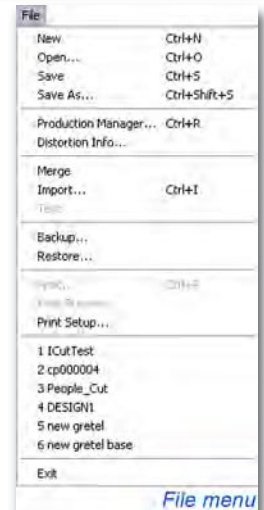 File
New Ctrl+N
Open... Ctrl+O
Save Ctrl+S
Save As... Ctrl+Shift+S
Production Manager... Ctrl+R
Distortion Info...
Merge
Import... Ctrl+I
Backup...
Restore...
Print Setup...
1 ICutTest
2 cp000004
3 People_Cut
4 DESIGN1
5 new gretel
6 new gretel base
Exit
File menu